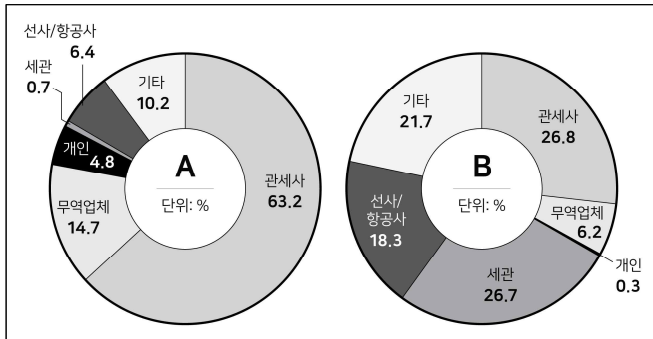 선사/항공사
6.4
세관
0.7
기타
10.2
개인
4.8
무역업체
14.7
관세사
63.2
A
단위: %
기타
21.7
관세사
26.8
선사/
항공사
18.3
B
단위: %
무역업체
6.2
개인
0.3
세관
26.7